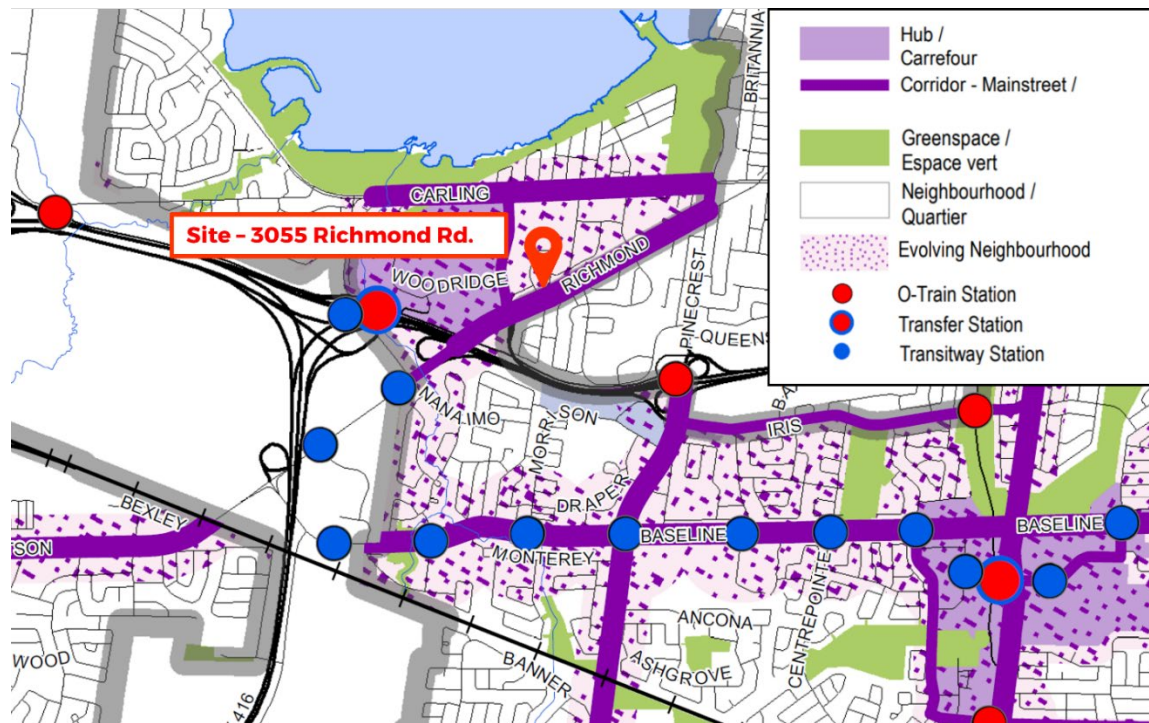 Hub /
Carrefour
Corridor - Mainstreet /
Greenspace /
Espace vert
Neighbourhood /
Quartier
Evolving Neighbourhood
O-Train Station
Transfer Station
Transitway Station
BRITANNIA
CARLING
Site – 3055 Richmond Rd.
WOODRIDGE
RICHMOND
PINECREST
QUEENS
NANAIMO
MORRISON
IRIS
BEXLEY
DRAPER
SON
BASELINE
BASELINE
MONTEREY
CENTREPOINTE
ANCONA
WOOD
BANNER
ASHGROVE
416